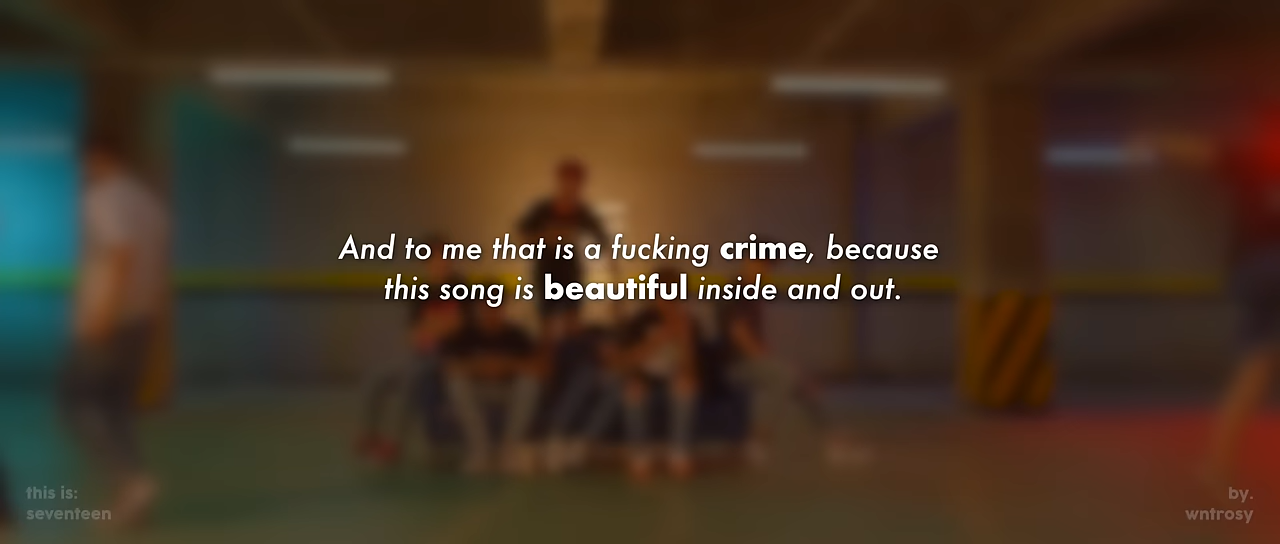 And to me that is a fucking crime, because
this song is beautiful inside and out.
this is:
seventeen
by.
wntrosy